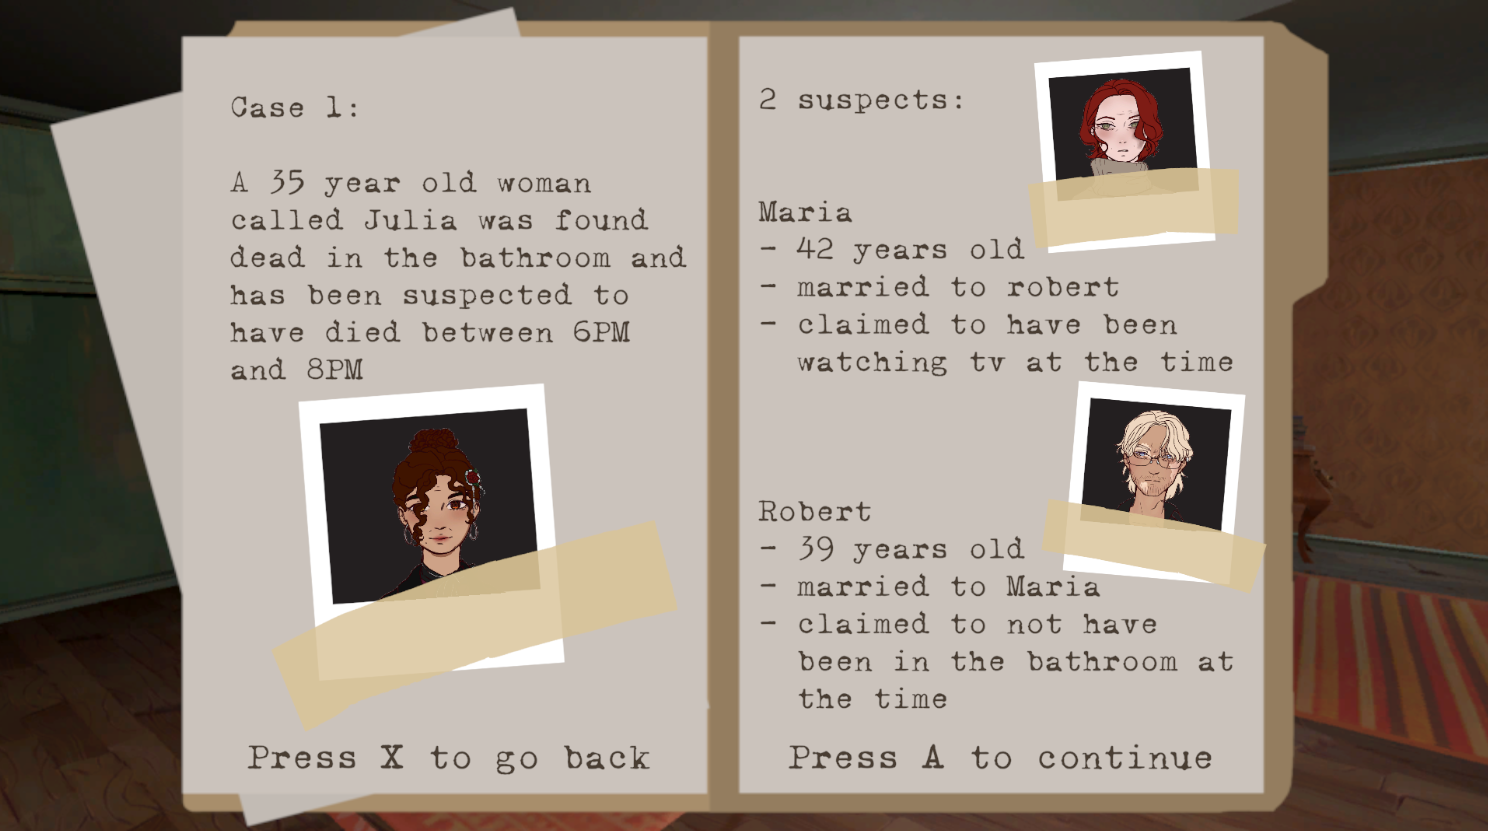 Case 1:
A 35 year old woman
called Julia was found
dead in the bathroom and
has been suspected to
have died between 6PM
and 8PM
Press X to go back
2 suspects:
Maria
- 42 years old
- married to robert
- claimed to have been
watching tv at the time
Robert
- 39 years old
- married to Maria
- claimed to not have
been in the bathroom at
the time
Press A to continue